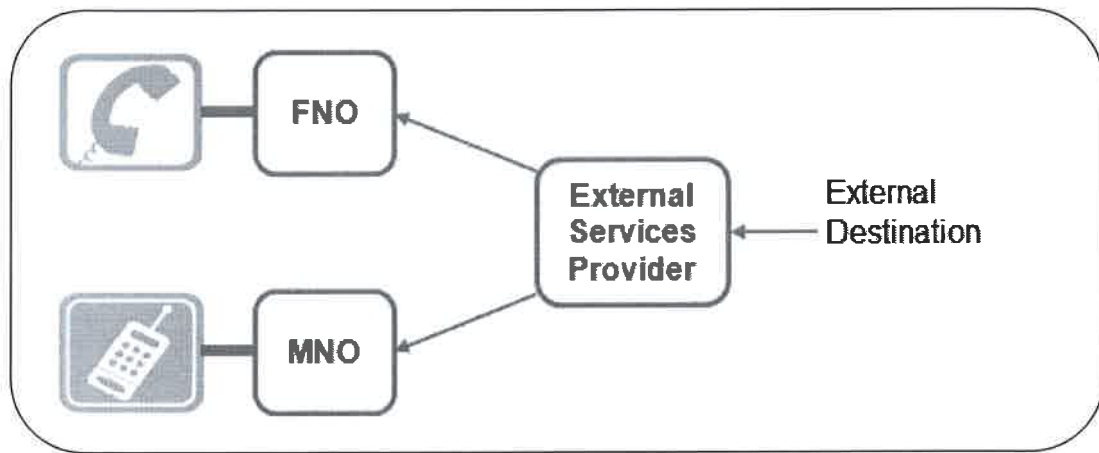 FNO
External
Services
Provider
External
Destination
MNO